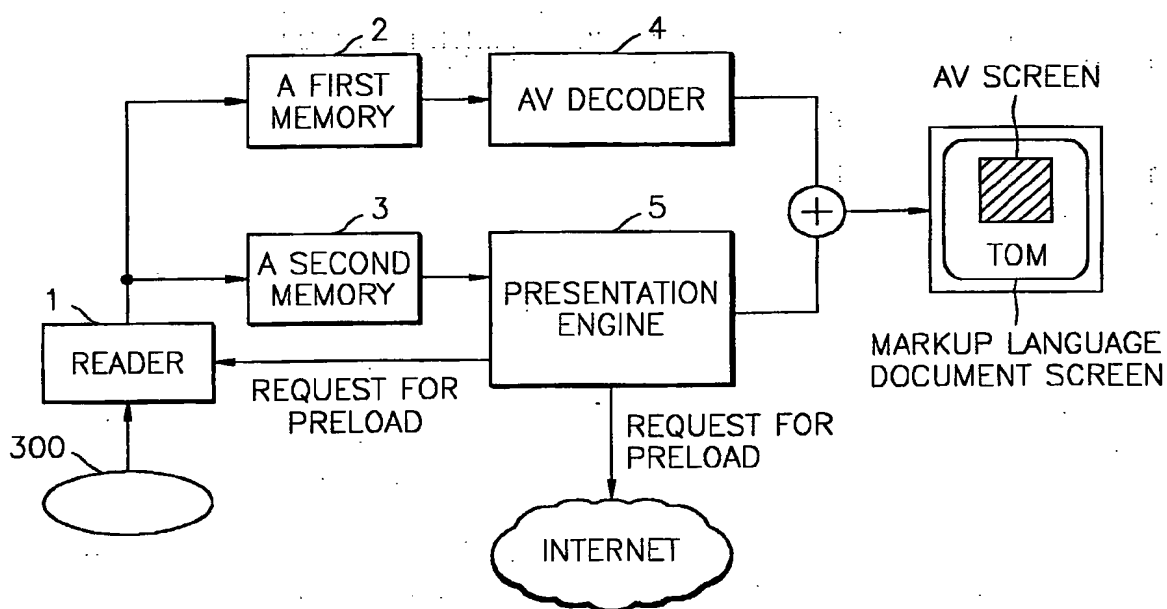 2
A FIRST
MEMORY
4
AV DECODER
AV SCREEN
3
A SECOND
MEMORY
5
PRESENTATION
ENGINE
TOM
MARKUP LANGUAGE
DOCUMENT SCREEN
1
READER
REQUEST FOR
PRELOAD
300
REQUEST FOR
PRELOAD
INTERNET